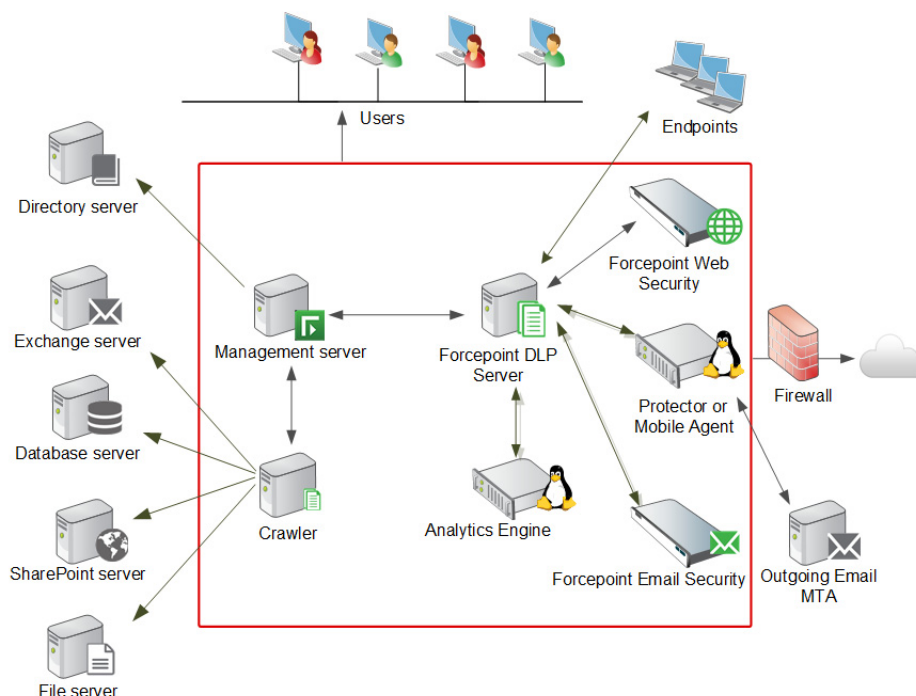 Users
Endpoints
Directory server
Forcepoint Web
Security
Exchange server
Management server
Forcepoint DLP
Server
Protector or
Mobile Agent
Firewall
Database server
Crawler
Analytics Engine
SharePoint server
Forcepoint Email Security
Outgoing Email
MTA
File server